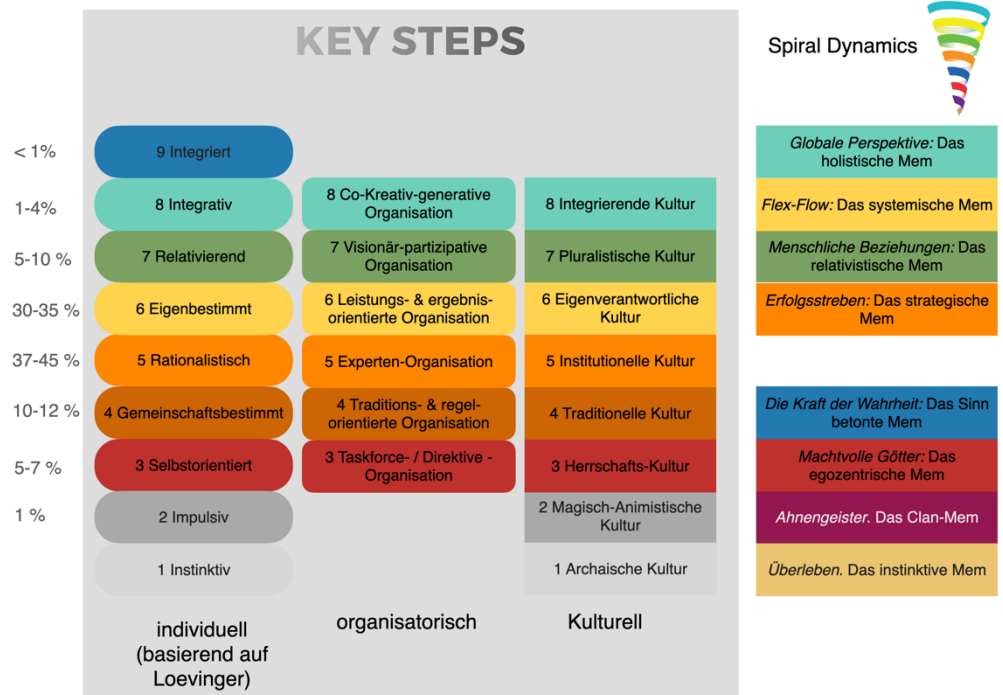 KEY STEPS
Spiral Dynamics
< 1%
9 Integriert
Globale Perspektive: Das
holistische Mem
1-4%
8 Integrativ
8 Co-Kreativ-generative
Organisation
8 Integrierende Kultur
Flex-Flow: Das systemische Mem
5-10 %
7 Relativierend
7 Visionär-partizipative
Organisation
7 Pluralistische Kultur
Menschliche Beziehungen: Das
relativistische Mem
30-35 %
6 Eigenbestimmt
6 Leistungs- & ergebnis-
orientierte Organisation
6 Eigenverantwortliche
Kultur
Erfolgsstreben: Das strategische
Mem
37-45 %
5 Rationalistisch
5 Experten-Organisation
5 Institutionelle Kultur
10-12 %
4 Gemeinschaftsbestimmt
4 Traditions- & regel-
orientierte Organisation
4 Traditionelle Kultur
Die Kraft der Wahrheit: Das Sinn
betonte Mem
5-7 %
3 Selbstorientiert
3 Taskforce- / Direktive -
Organisation
3 Herrschafts-Kultur
Machtvolle Götter: Das
egozentrische Mem
1 %
2 Impulsiv
2 Magisch-Animistische
Kultur
Ahnengeister. Das Clan-Mem
1 Instinktiv
1 Archaische Kultur
Überleben. Das instinktive Mem
individuell
(basierend auf
Loevinger)
organisatorisch
Kulturell